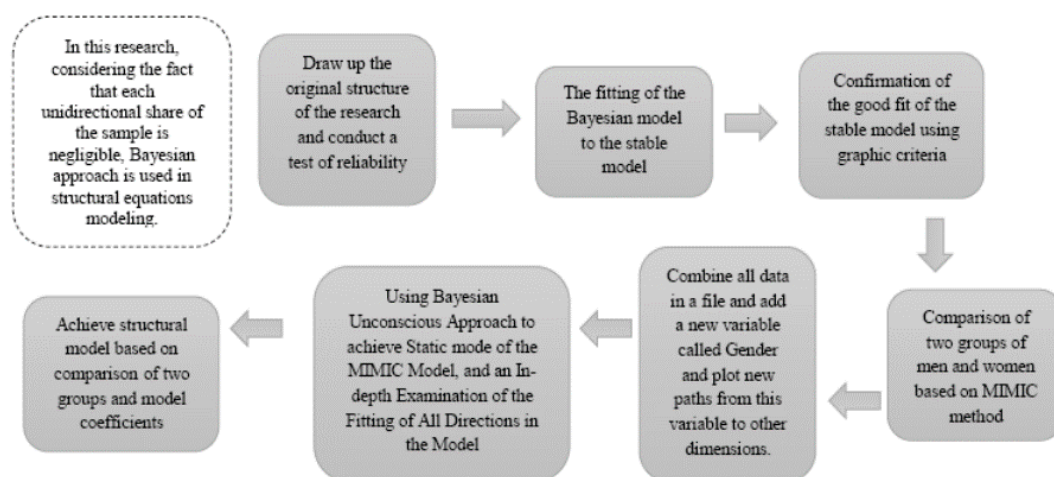 In this research,
considering the fact
that each
unidirectional share of
the sample is
negligible, Bayesian
approach is used in
structural equations
modeling.
Draw up the
original structure
of the research
and conduct a
test of reliability
The fitting of the
Bayesian model
to the stable
model
Confirmation of
the good fit of the
stable model using
graphic criteria
Comparison of
two groups of
men and women
based on MIMIC
method
Combine all data
in a file and add
a new variable
called Gender
and plot new
paths from this
variable to other
dimensions.
Using Bayesian
Unconscious Approach to
achieve Static mode of the
MIMIC Model, and an In-
depth Examination of the
Fitting of All Directions in
the Model
Achieve structural
model based on
comparison of two
groups and model
coefficients